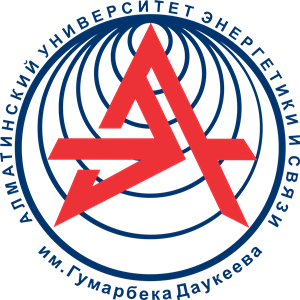 АЛМАТИНСКИЙ УНИВЕРСИТЕТ ЭНЕРГЕТИКИ И СВЯЗИ
им. Гумарбека Даукеева